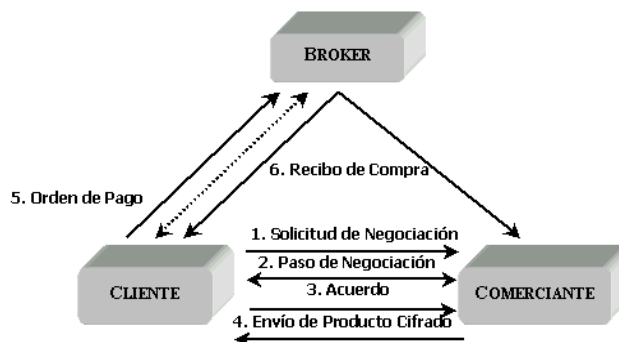 BROKER
6. Recibo de Compra
5. Orden de Pago
1. Solicitud de Negociación
2. Paso de Negociación
3. Acuerdo
4. Envío de Producto Cifrado
CLIENTE
COMERCIANTE